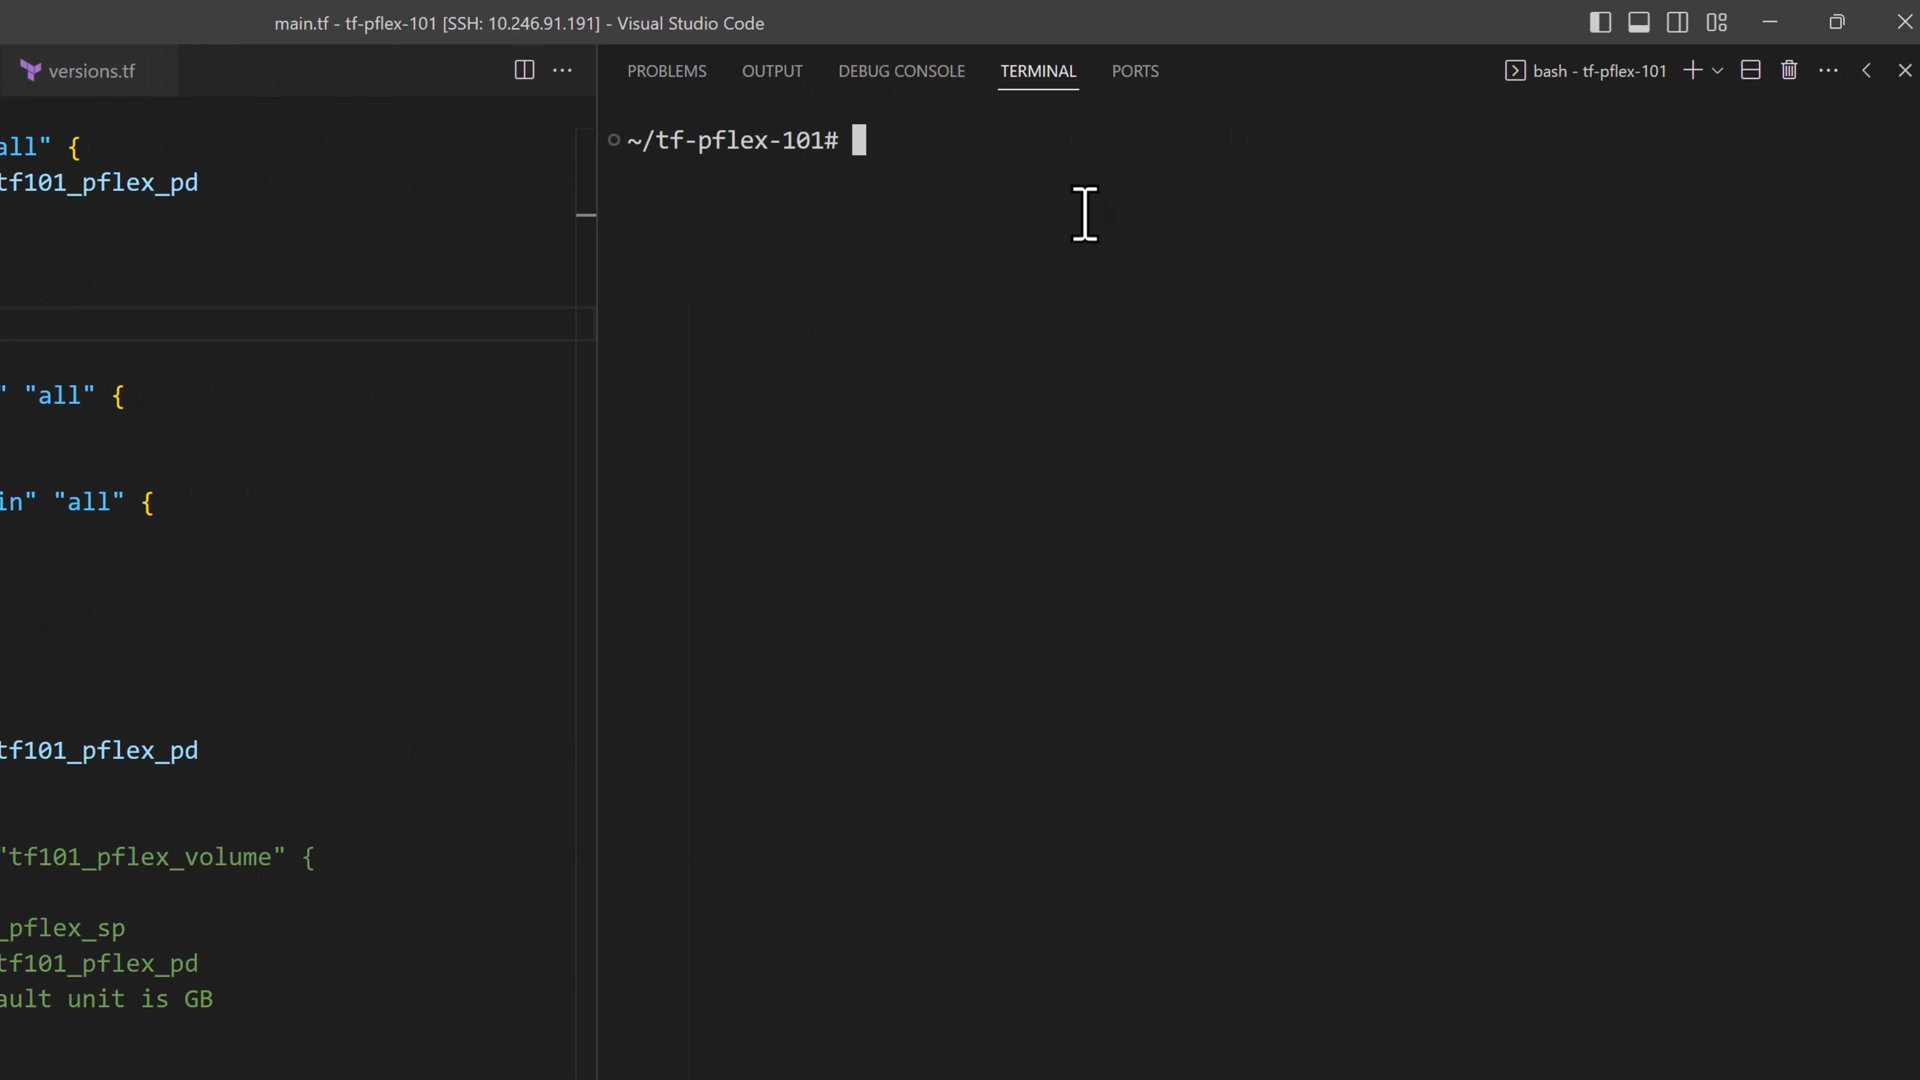 main.tf - tf-pflex-101 [SSH: 10.246.91.191] - Visual Studio Code
versions.tf
PROBLEMS OUTPUT DEBUG CONSOLE TERMINAL PORTS
bash - tf-pflex-101
~/tf-pflex-101#
all" {
tf101_pflex_pd
" "all" {
in" "all" {
tf101_pflex_pd
"tf101_pflex_volume" {
_pflex_sp
tf101_pflex_pd
ault unit is GB